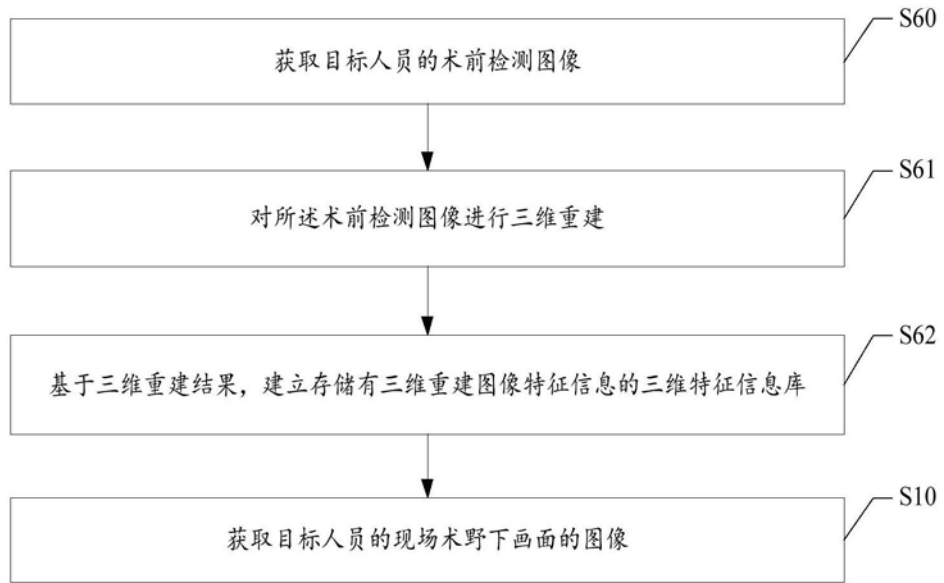 S60
获取目标人员的术前检测图像
S61
对所述术前检测图像进行三维重建
S62
基于三维重建结果，建立存储有三维重建图像特征信息的三维特征信息库
S10
获取目标人员的现场术野下画面的图像